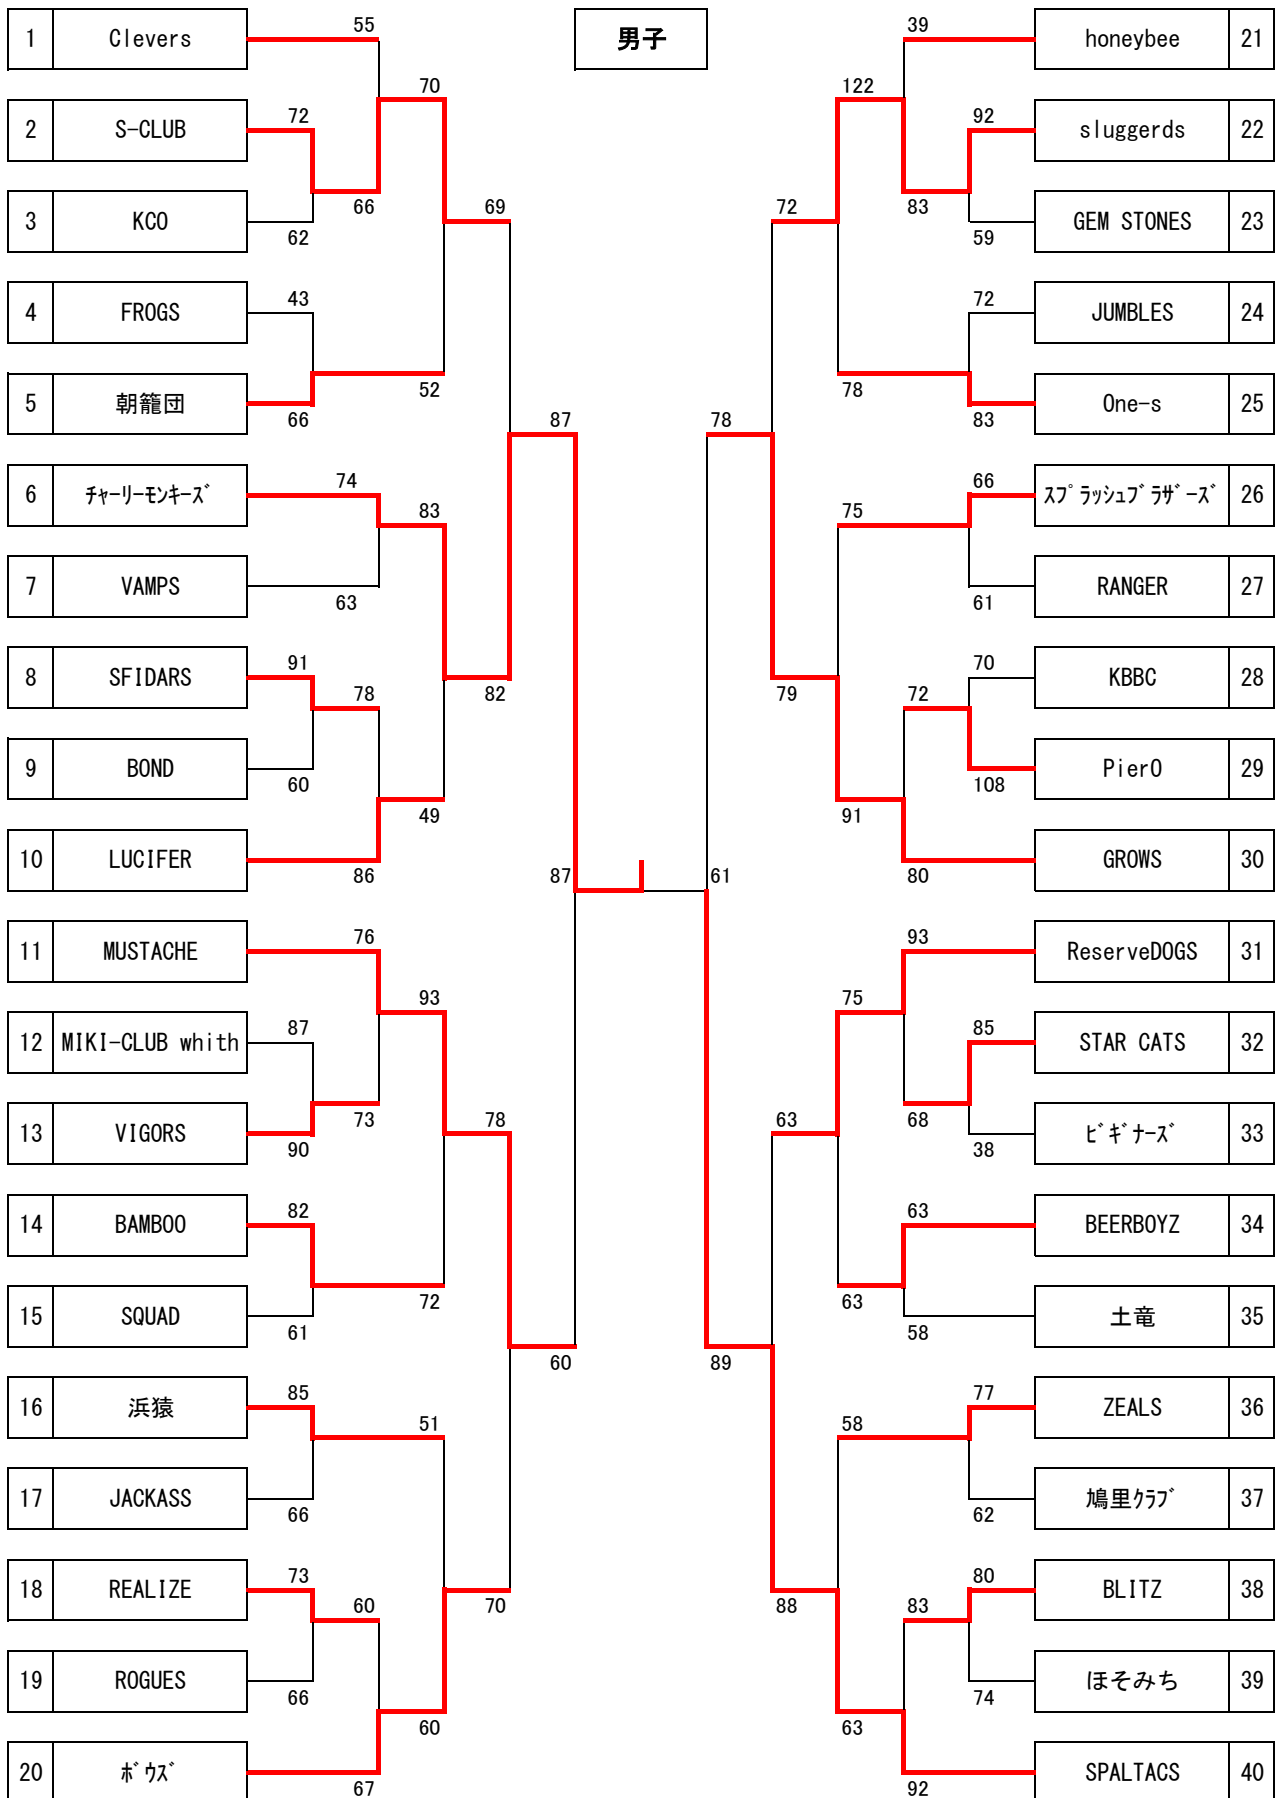 男子
55
1 Clevers
70
72
2 S-CLUB
66
69
3 KCO
62
43
4 FROGS
52
5 朝籠団
66
87
74
6 ﾁｬｰﾘｰﾓﾝｷｰｽﾞ
83
7 VAMPS
63
91
8 SFIDARS
78
82
9 BOND
60
49
10 LUCIFER
86
87
76
11 MUSTACHE
93
87
12 MIKI-CLUB whith
73
78
13 VIGORS
90
82
14 BAMBOO
72
15 SQUAD
61
60
85
16 浜猿
51
17 JACKASS
66
73
18 REALIZE
60
70
19 ROGUES
66
60
20 ﾎﾞｳｽﾞ
67
39
honeybee 21
122
92
sluggerds 22
72
83
GEM STONES 23
59
72
JUMBLES 24
78
One-s 25
83
78
66
ｽﾌﾟﾗｯｼｭﾌﾞﾗｻﾞｰｽﾞ 26
75
RANGER 27
61
70
KBBC 28
79
72
PierO 29
108
91
GROWS 30
80
61
93
ReserveDOGS 31
75
85
STAR CATS 32
63
68
ﾋﾞｷﾞﾅｰｽﾞ 33
38
63
BEERBOYZ 34
63
土竜 35
58
89
77
ZEALS 36
58
鳩里ｸﾗﾌﾞ 37
62
80
BLITZ 38
88
83
ほそみち 39
74
63
SPALTACS 40
92